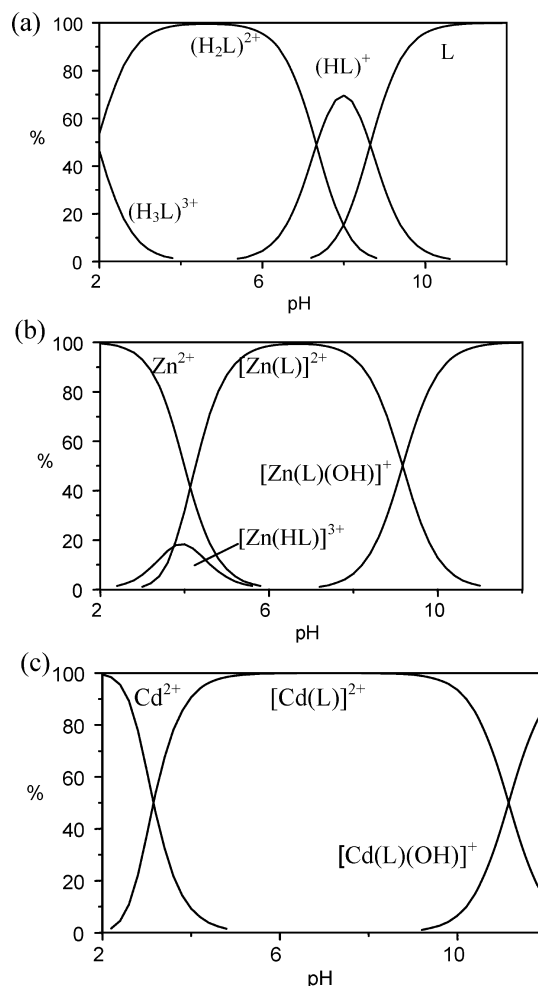 (a)
100
80
60
40
20
0
%
(H₂L)²⁺
(HL)⁺
L
(H₃L)³⁺
2 6 10
pH
(b)
100
80
60
40
20
0
%
Zn²⁺ [Zn(L)]²⁺
[Zn(L)(OH)]⁺
[Zn(HL)]³⁺
2 6 10
pH
(c)
100
80
60
40
20
0
%
Cd²⁺ [Cd(L)]²⁺
[Cd(L)(OH)]⁺
2 6 10
pH